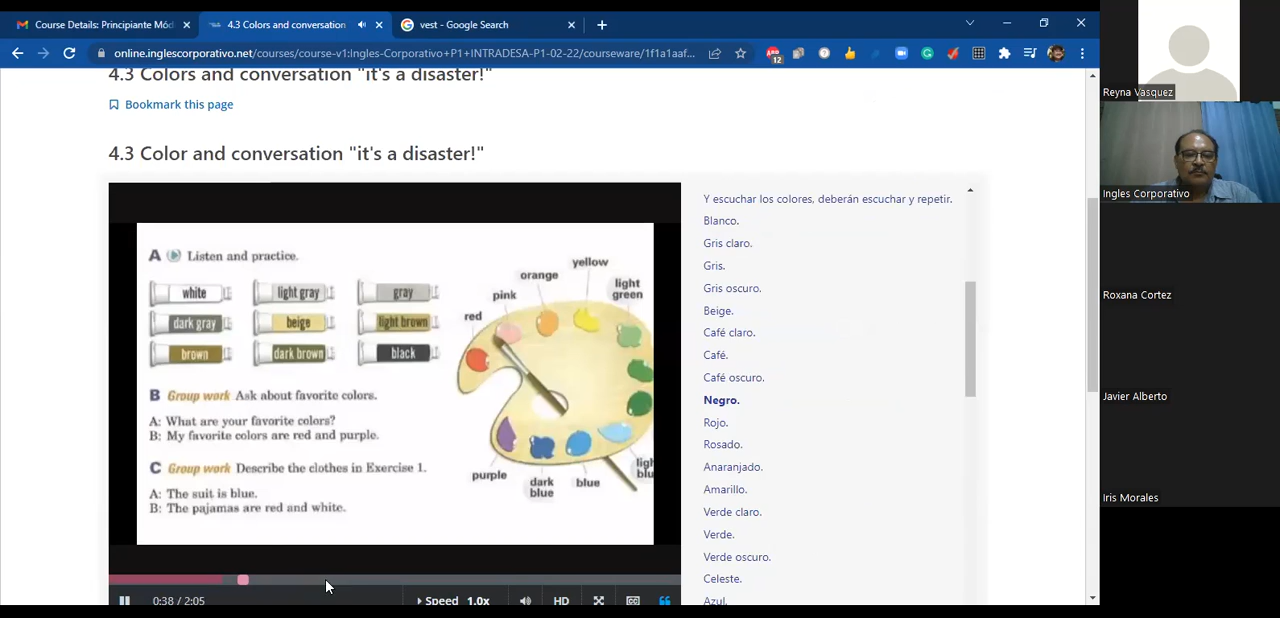 Course Details: Principiante Mód
4.3 Colors and conversation
vest - Google Search
online.inglescorporativo.net/courses/course-v1:Ingles-Corporativo+P1+INTRADESA-P1-02-22/courseware/1f1a1aaf...
12
4.3 Colors and conversation "it's a disaster!"
Bookmark this page
4.3 Color and conversation "it's a disaster!"
A Listen and practice.
white
light gray
gray
dark gray
beige
light brown
brown
dark brown
black
red
pink
orange
yellow
light
green
purple
dark
blue
blue
B Group work Ask about favorite colors.
A: What are your favorite colors?
B: My favorite colors are red and purple.
C Group work Describe the clothes in Exercise 1.
A: The suit is blue.
B: The pajamas are red and white.
0:38 / 2:05
Speed 1.0x
HD
Y escuchar los colores, deberán escuchar y repetir.
Blanco.
Gris claro.
Gris.
Gris oscuro.
Beige.
Café claro.
Café.
Café oscuro.
Negro.
Rojo.
Rosado.
Anaranjado.
Amarillo.
Verde claro.
Verde.
Verde oscuro.
Celeste.
Azul.
Reyna Vasquez
Ingles Corporativo
Roxana Cortez
Javier Alberto
Iris Morales